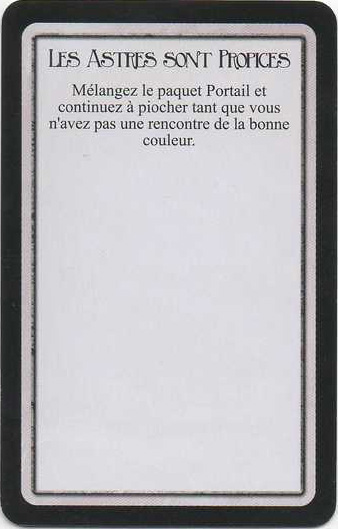 Les Astres sont Propices
Mélangez le paquet Portail et
continuez à piocher tant que vous
n'avez pas une rencontre de la bonne
couleur.